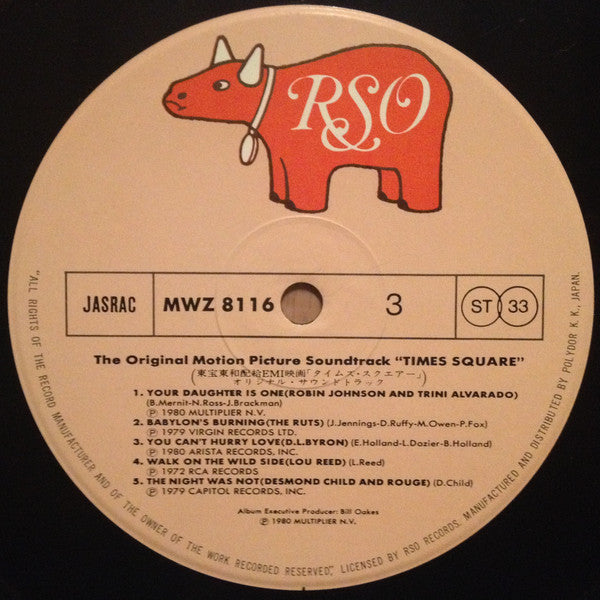 RSO
JASRAC
MWZ 8116
3
ST 33
The Original Motion Picture Soundtrack “TIMES SQUARE”
(東宝東和配給EMI映画「タイムズ・スクエアー」
オリジナル・サウンドトラック)
1. YOUR DAUGHTER IS ONE(ROBIN JOHNSON AND TRINI ALVARADO)
(B.Mernit-N.Ross-J.Brackman)
Ⓟ 1980 MULTIPLIER N.V.
2. BABYLON'S BURNING(THE RUTS) (J.Jennings-D.Ruffy-M.Owen-P.Fox)
Ⓟ 1979 VIRGIN RECORDS LTD.
3. YOU CAN'T HURRY LOVE(D.L.BYRON) (E.Holland-L.Dozier-B.Holland)
Ⓟ 1980 ARISTA RECORDS, INC.
4. WALK ON THE WILD SIDE(LOU REED) (L.Reed)
Ⓟ 1972 RCA RECORDS
5. THE NIGHT WAS NOT(DESMOND CHILD AND ROUGE) (D.Child)
Ⓟ 1979 CAPITOL RECORDS, INC.
Album Executive Producer: Bill Oakes
Ⓟ 1980 MULTIPLIER N.V.
“ALL RIGHTS OF THE RECORD MANUFACTURER AND OF THE OWNER OF THE WORK RECORDED RESERVED”, LICENSED BY RSO RECORDS. MANUFACTURED AND DISTRIBUTED BY POLYDOR K.K., JAPAN.